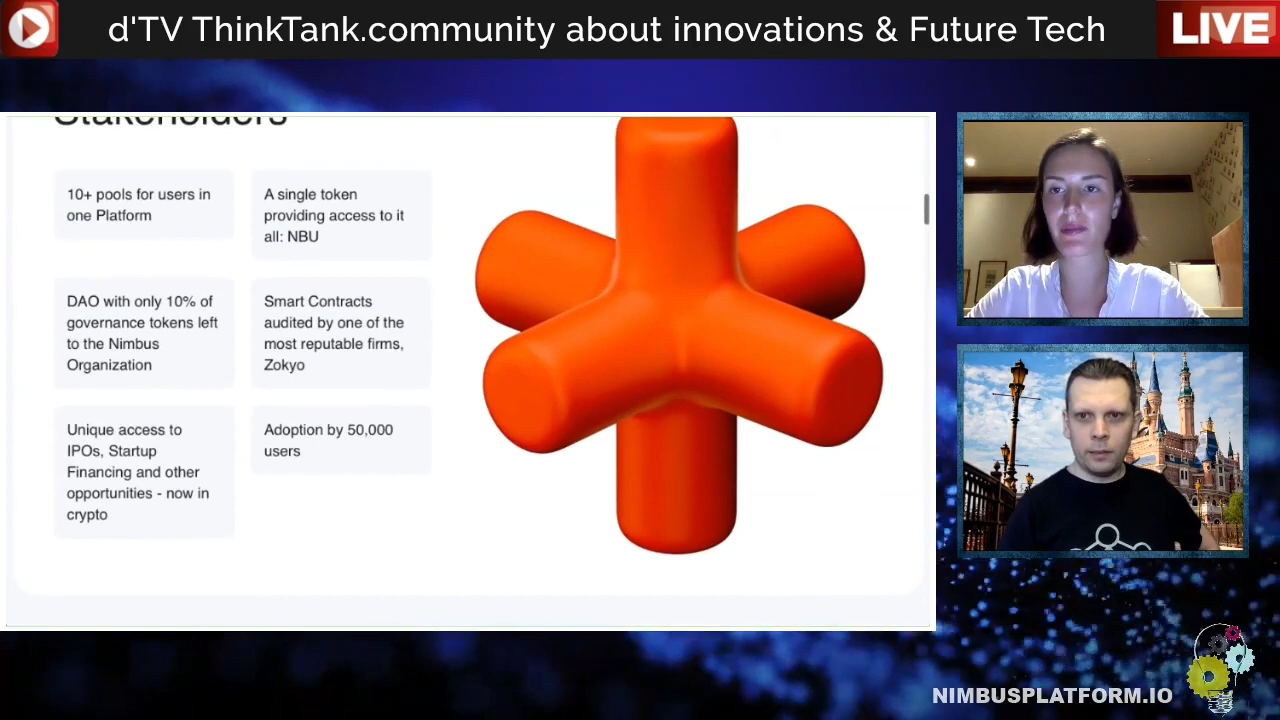 d'TV ThinkTank.community about innovations & Future Tech
LIVE
Stakeholders
10+ pools for users in
one Platform
A single token
providing access to it
all: NBU
DAO with only 10% of
governance tokens left
to the Nimbus
Organization
Smart Contracts
audited by one of the
most reputable firms,
Zokyo
Unique access to
IPOs, Startup
Financing and other
opportunities - now in
crypto
Adoption by 50,000
users
NIMBUSPLATFORM.IO